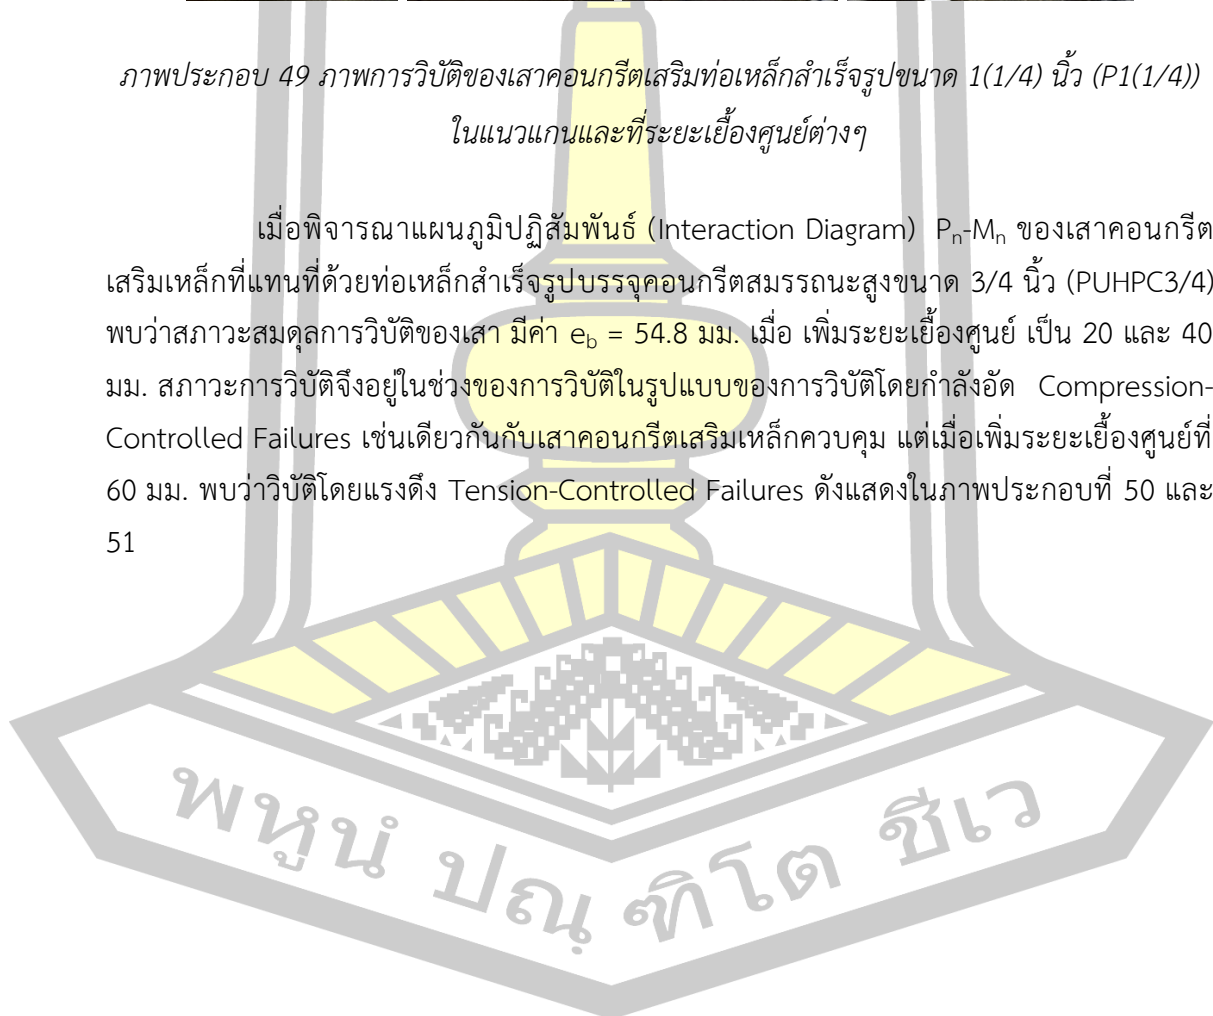 ภาพประกอบ 49 ภาพการวิบัติของเสาคอนกรีตเสริมท่อเหล็กสำเร็จรูปขนาด 1(1/4) นิ้ว (P1(1/4))
ในแนวแกนและที่ระยะเยื้องศูนย์ต่างๆ
เมื่อพิจารณาแผนภูมิปฏิสัมพันธ์ (Interaction Diagram) Pn-Mn ของเสาคอนกรีต
เสริมเหล็กที่แทนที่ด้วยท่อเหล็กสำเร็จรูปบรรจุคอนกรีตสมรรถนะสูงขนาด 3/4 นิ้ว (PUHPC3/4)
พบว่าสภาวะสมดุลการวิบัติของเสา มีค่า eb = 54.8 มม. เมื่อ เพิ่มระยะเยื้องศูนย์ เป็น 20 และ 40
มม. สภาวะการวิบัติจึงอยู่ในช่วงของการวิบัติในรูปแบบของการวิบัติโดยกำลังอัด Compression-
Controlled Failures เช่นเดียวกันกับเสาคอนกรีตเสริมเหล็กควบคุม แต่เมื่อเพิ่มระยะเยื้องศูนย์ที่
60 มม. พบว่าวิบัติโดยแรงดึง Tension-Controlled Failures ดังแสดงในภาพประกอบที่ 50 และ
51
พหูนํ ปณฺฑิโต ชีเว